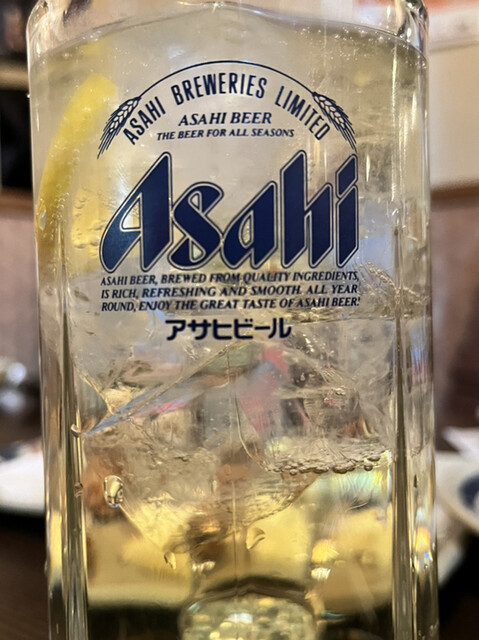 ASAHI BREWERIES LIMITED
ASAHI BEER
THE BEER FOR ALL SEASONS
Asahi
ASAHI BEER, BREWED FROM QUALITY INGREDIENTS,
IS RICH, REFRESHING AND SMOOTH. ALL YEAR
ROUND, ENJOY THE GREAT TASTE OF ASAHI BEER!
アサヒビール